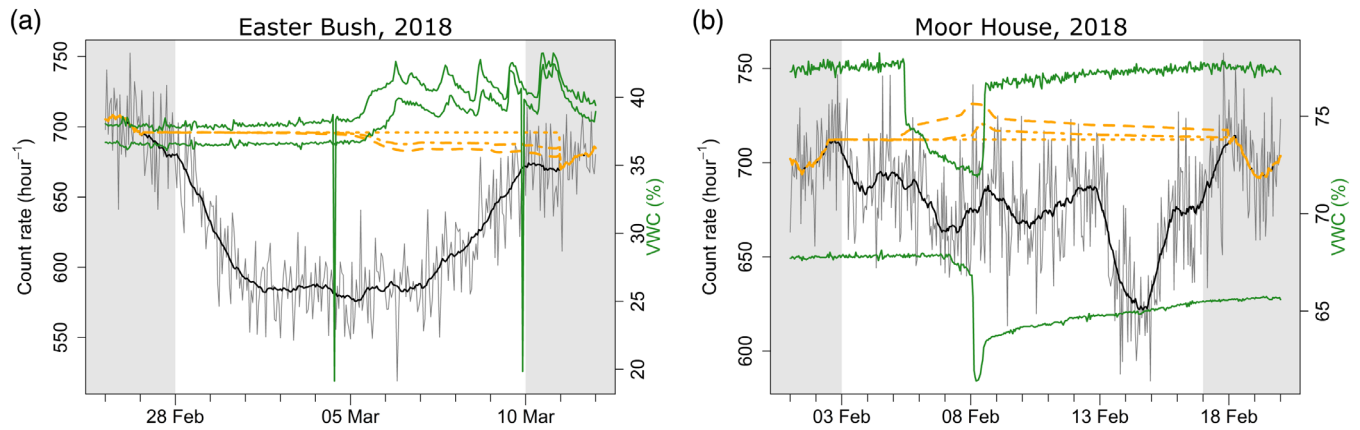 (a)
Easter Bush, 2018
Count rate (hour⁻¹)
750
700
650
600
550
VWC (%)
40
35
30
25
20
28 Feb
05 Mar
10 Mar
(b)
Moor House, 2018
Count rate (hour⁻¹)
750
700
650
600
VWC (%)
75
70
65
03 Feb
08 Feb
13 Feb
18 Feb